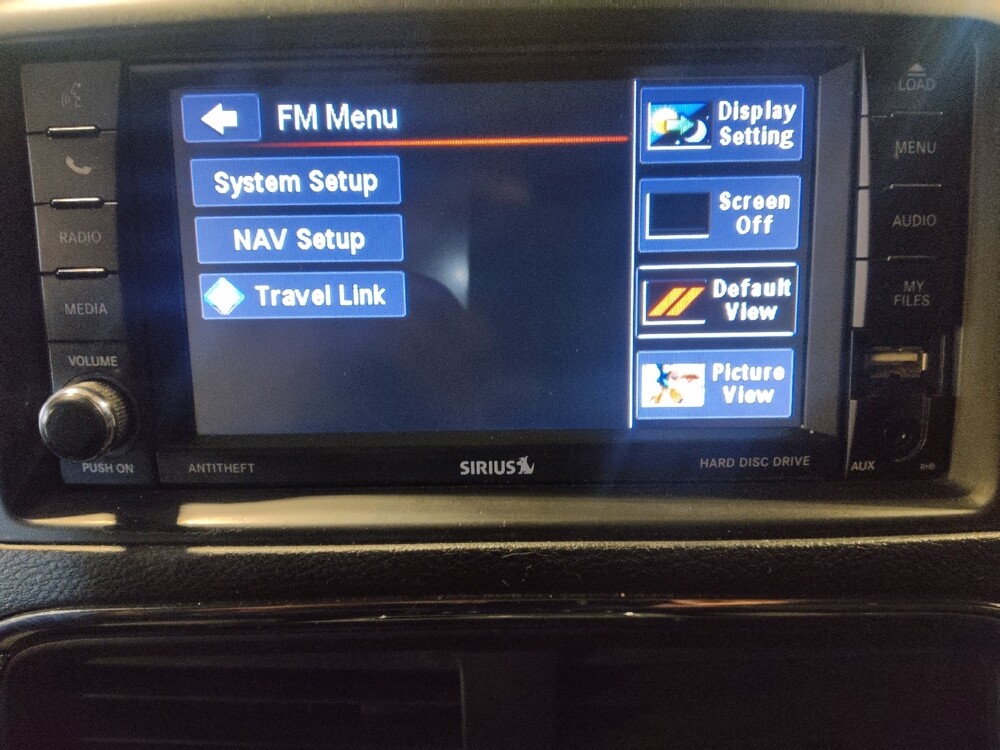 FM Menu
System Setup
NAV Setup
Travel Link
Display
Setting
Screen
Off
Default
View
Picture
View
RADIO
MEDIA
VOLUME
PUSH ON
LOAD
MENU
AUDIO
MY
FILES
AUX
RHB
ANTITHEFT
SIRIUS
HARD DISC DRIVE